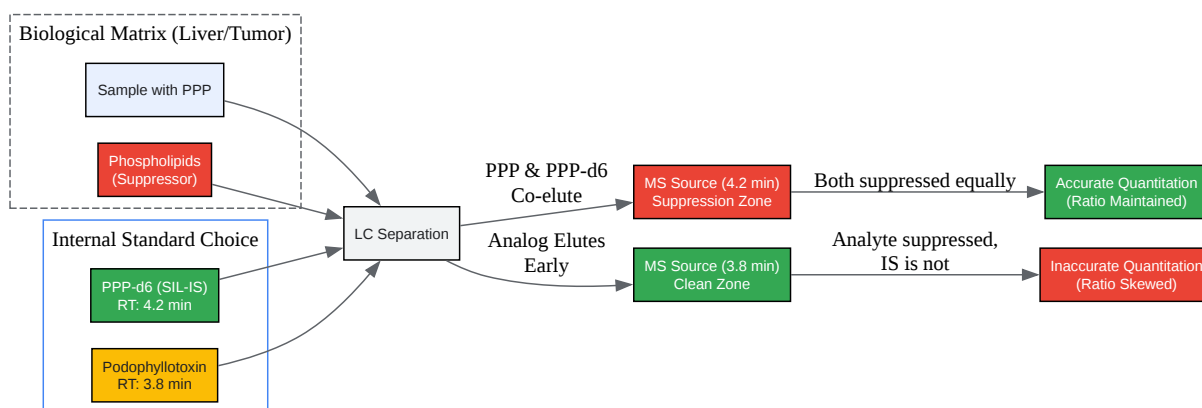 Biological Matrix (Liver/Tumor)
Sample with PPP
Phospholipids
(Suppressor)
Internal Standard Choice
PPP-d6 (SIL-IS)
RT: 4.2 min
Podophyllotoxin
RT: 3.8 min
LC Separation
PPP & PPP-d6
Co-elute
Analog Elutes
Early
MS Source (4.2 min)
Suppression Zone
MS Source (3.8 min)
Clean Zone
Both suppressed equally
Analyte suppressed,
IS is not
Accurate Quantitation
(Ratio Maintained)
Inaccurate Quantitation
(Ratio Skewed)